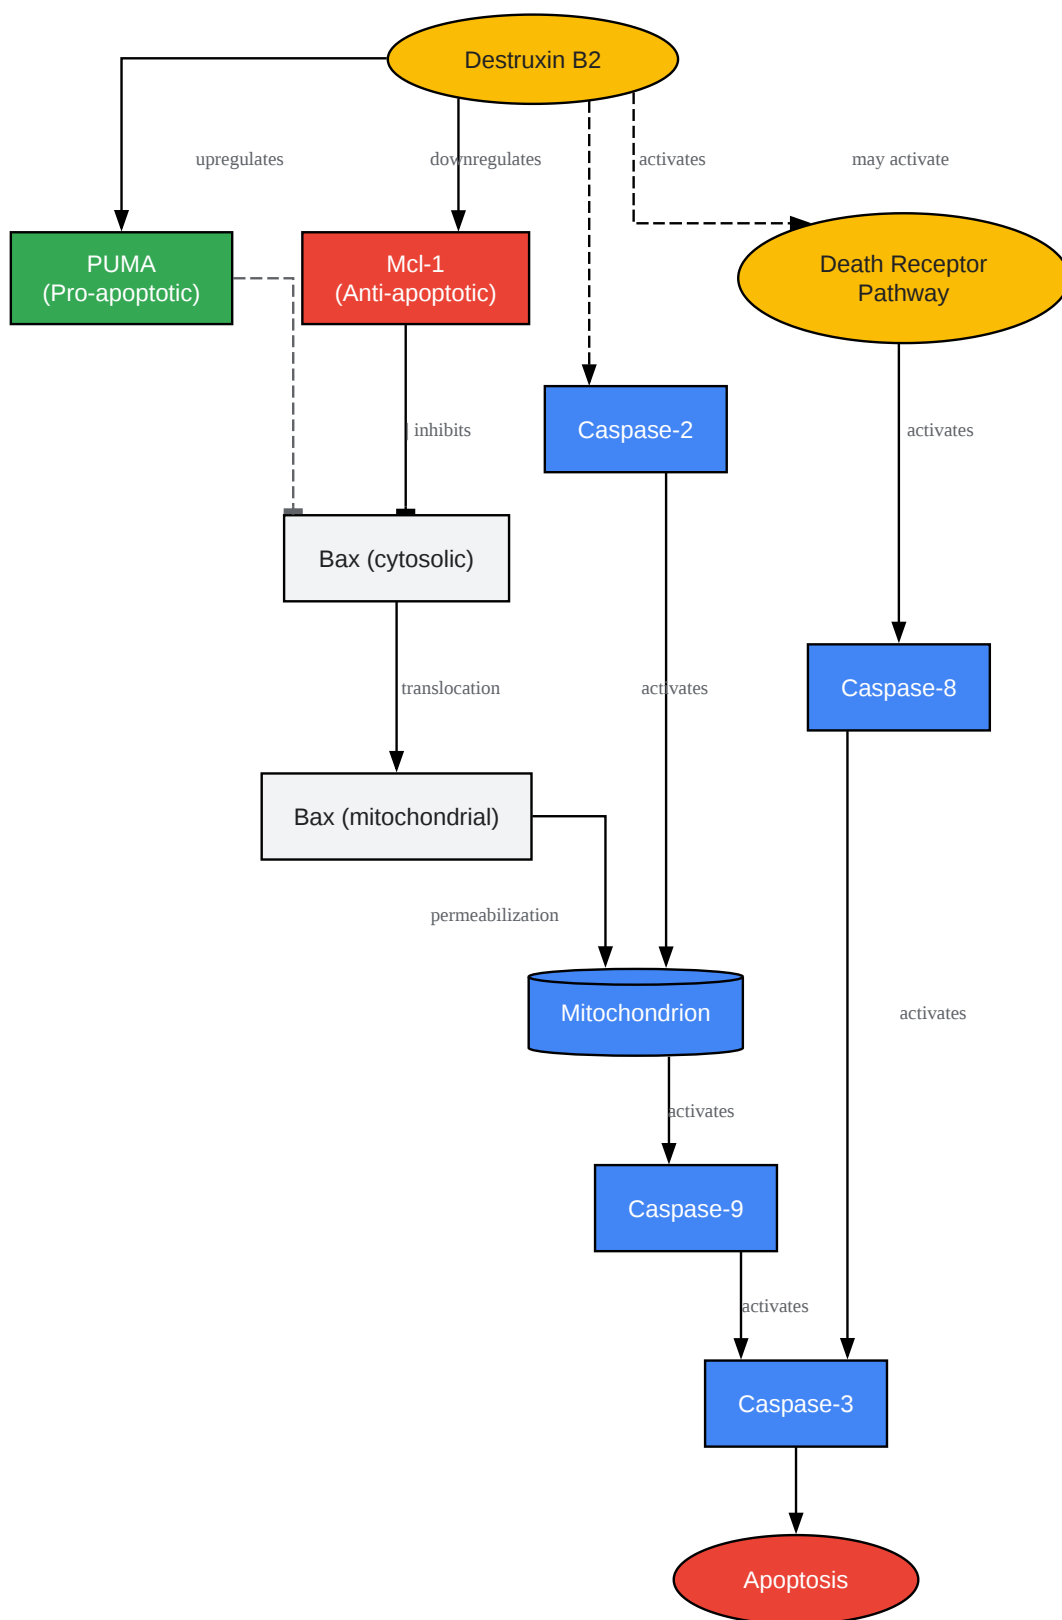 Destruxin B2
upregulates
downregulates
activates
may activate
PUMA
(Pro-apoptotic)
Mcl-1
(Anti-apoptotic)
Death Receptor
Pathway
Caspase-2
| inhibits
activates
Bax (cytosolic)
translocation
activates
Caspase-8
Bax (mitochondrial)
permeabilization
Mitochondrion
activates
activates
Caspase-9
activates
Caspase-3
Apoptosis